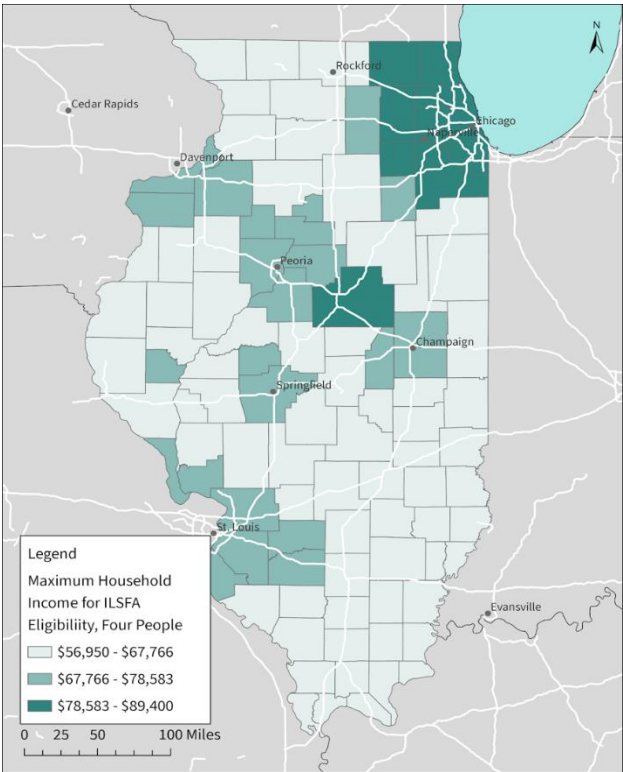 N
Rockford
Cedar Rapids
Chicago
Naperville
Davenport
Peoria
Champaign
Springfield
St. Louis
Evansville
Legend
Maximum Household
Income for ILSFA
Eligibiliity, Four People
$56,950 - $67,766
$67,766 - $78,583
$78,583 - $89,400
0 25 50 100 Miles